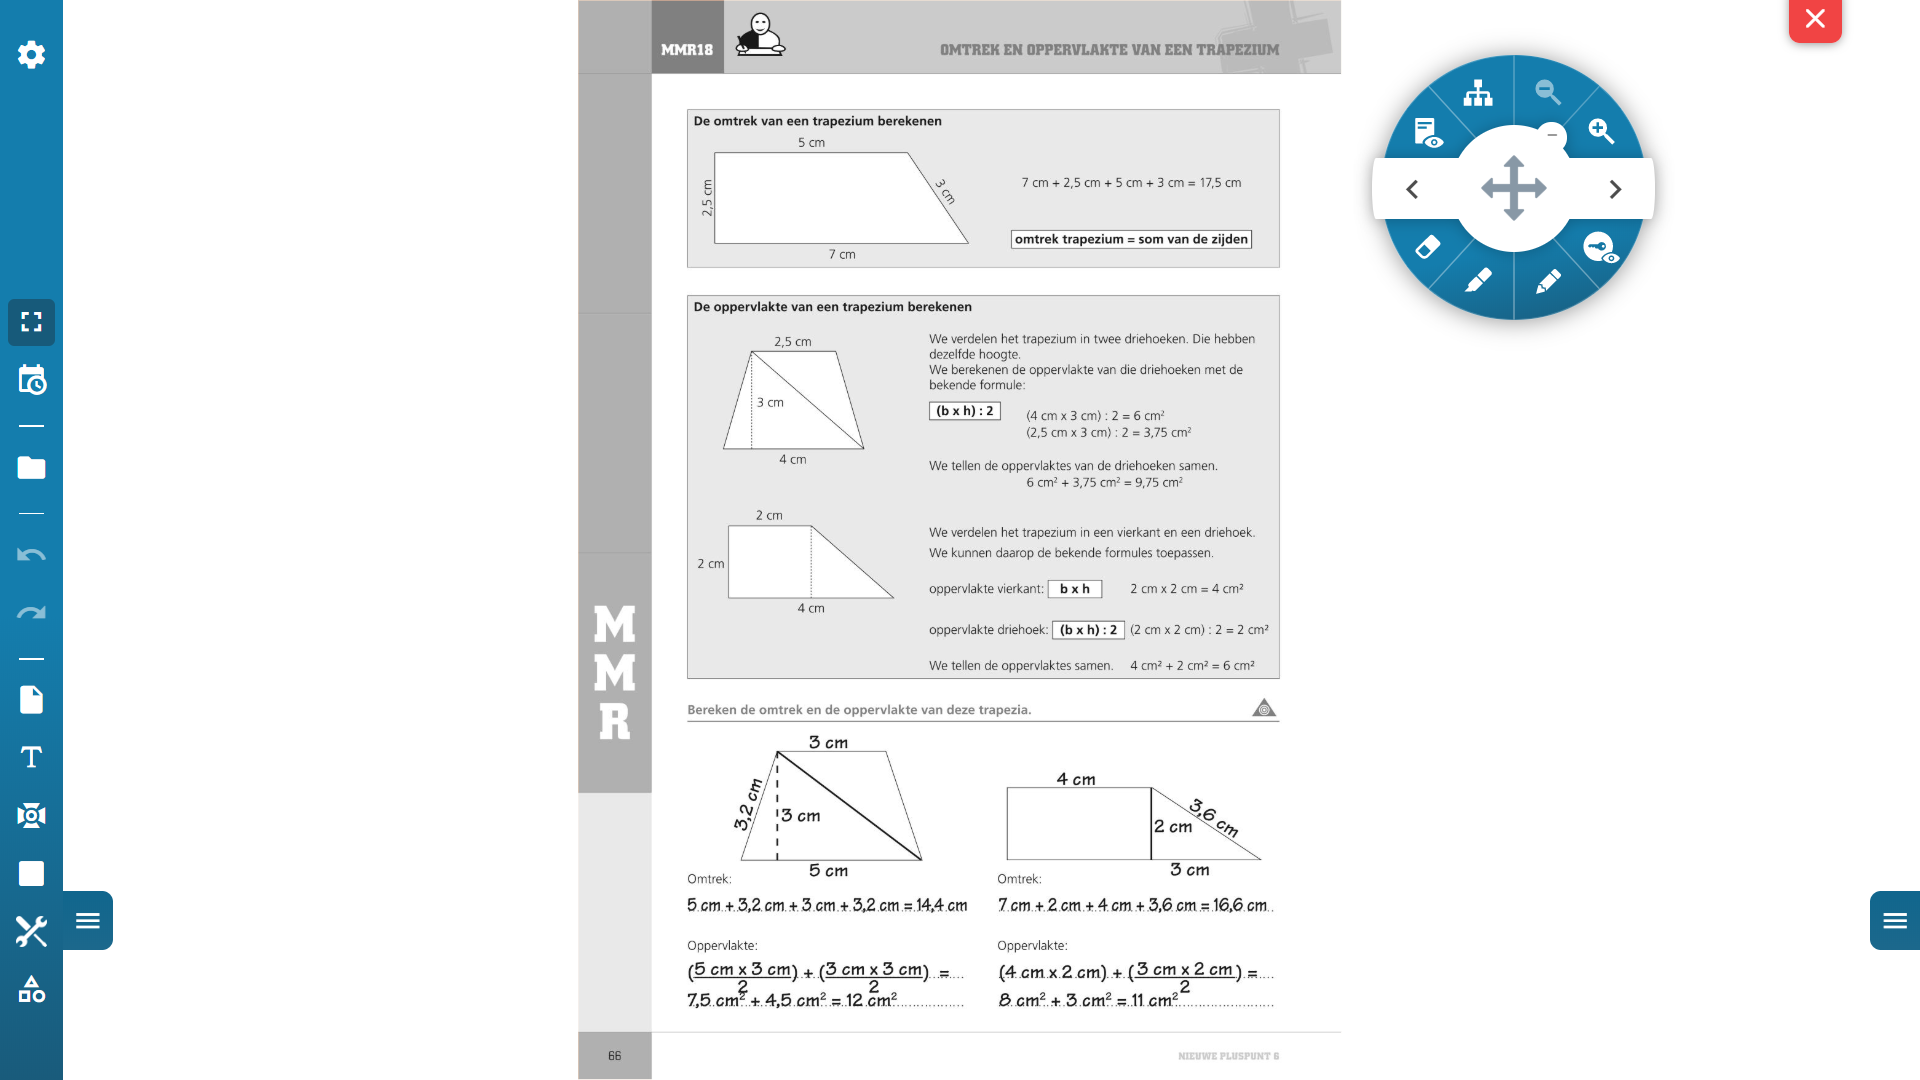 MMR18
OMTREK EN OPPERVLAKTE VAN EEN TRAPEZIUM
De omtrek van een trapezium berekenen
5 cm
2,5 cm
3 cm
7 cm
7 cm + 2,5 cm + 5 cm + 3 cm = 17,5 cm
omtrek trapezium = som van de zijden
De oppervlakte van een trapezium berekenen
2,5 cm
3 cm
4 cm
We verdelen het trapezium in twee driehoeken. Die hebben
dezelfde hoogte.
We berekenen de oppervlakte van die driehoeken met de
bekende formule:
(b x h) : 2
(4 cm x 3 cm) : 2 = 6 cm²
(2,5 cm x 3 cm) : 2 = 3,75 cm²
We tellen de oppervlaktes van de driehoeken samen.
6 cm² + 3,75 cm² = 9,75 cm²
2 cm
2 cm
4 cm
We verdelen het trapezium in een vierkant en een driehoek.
We kunnen daarop de bekende formules toepassen.
oppervlakte vierkant: b x h 2 cm x 2 cm = 4 cm²
oppervlakte driehoek: (b x h) : 2 (2 cm x 2 cm) : 2 = 2 cm²
We tellen de oppervlaktes samen. 4 cm² + 2 cm² = 6 cm²
M
M
R
Bereken de omtrek en de oppervlakte van deze trapezia.
3 cm
3,2 cm
3 cm
5 cm
Omtrek:
5 cm + 3,2 cm + 3 cm + 3,2 cm = 14,4 cm
Oppervlakte:
(5 cm x 3 cm) + (3 cm x 3 cm) =
2 2
7,5 cm² + 4,5 cm² = 12 cm²
4 cm
3,6 cm
2 cm
3 cm
Omtrek:
7 cm + 2 cm + 4 cm + 3,6 cm = 16,6 cm
Oppervlakte:
(4 cm x 2 cm) + (3 cm x 2 cm) =
2
8 cm² + 3 cm² = 11 cm²
66
NIEUWE PLUSPUNT 6